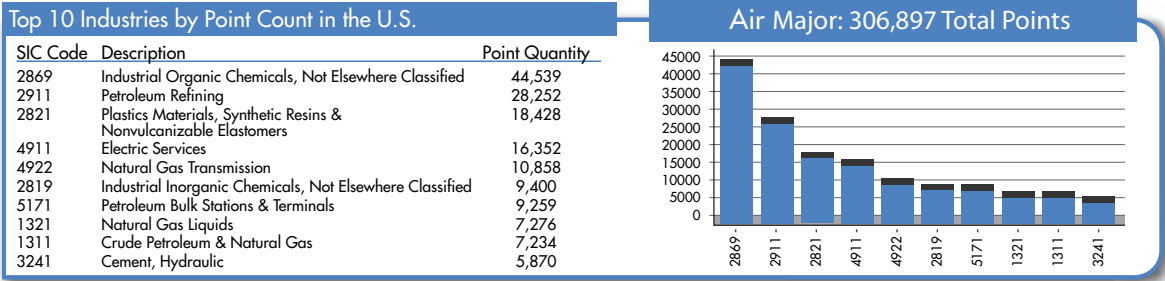 Top 10 Industries by Point Count in the U.S.
SIC Code Description Point Quantity
2869 Industrial Organic Chemicals, Not Elsewhere Classified 44,539
2911 Petroleum Refining 28,252
2821 Plastics Materials, Synthetic Resins & 18,428
Nonvulcanizable Elastomers
4911 Electric Services 16,352
4922 Natural Gas Transmission 10,858
2819 Industrial Inorganic Chemicals, Not Elsewhere Classified 9,400
5171 Petroleum Bulk Stations & Terminals 9,259
1321 Natural Gas Liquids 7,276
1311 Crude Petroleum & Natural Gas 7,234
3241 Cement, Hydraulic 5,870
Air Major: 306,897 Total Points
45000
40000
35000
30000
25000
20000
15000
10000
5000
0
2869 -
2911 -
2821 -
4911 -
4922 -
2819 -
5171 -
1321 -
1311 -
3241 -